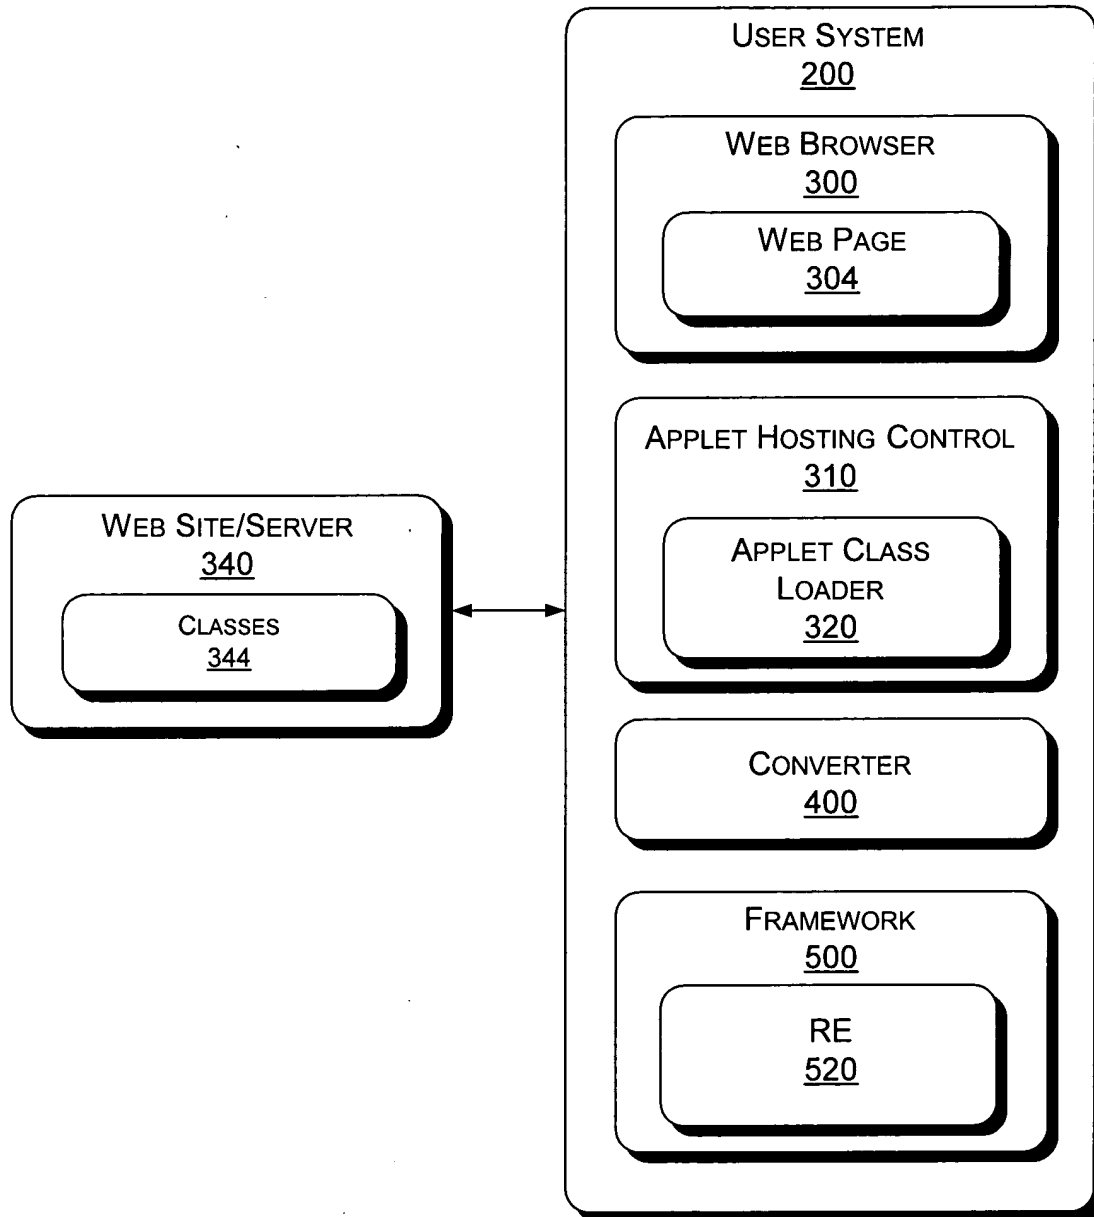 USER SYSTEM
200
WEB BROWSER
300
WEB PAGE
304
APPLET HOSTING CONTROL
310
APPLET CLASS
LOADER
320
WEB SITE/SERVER
340
CLASSES
344
CONVERTER
400
FRAMEWORK
500
RE
520